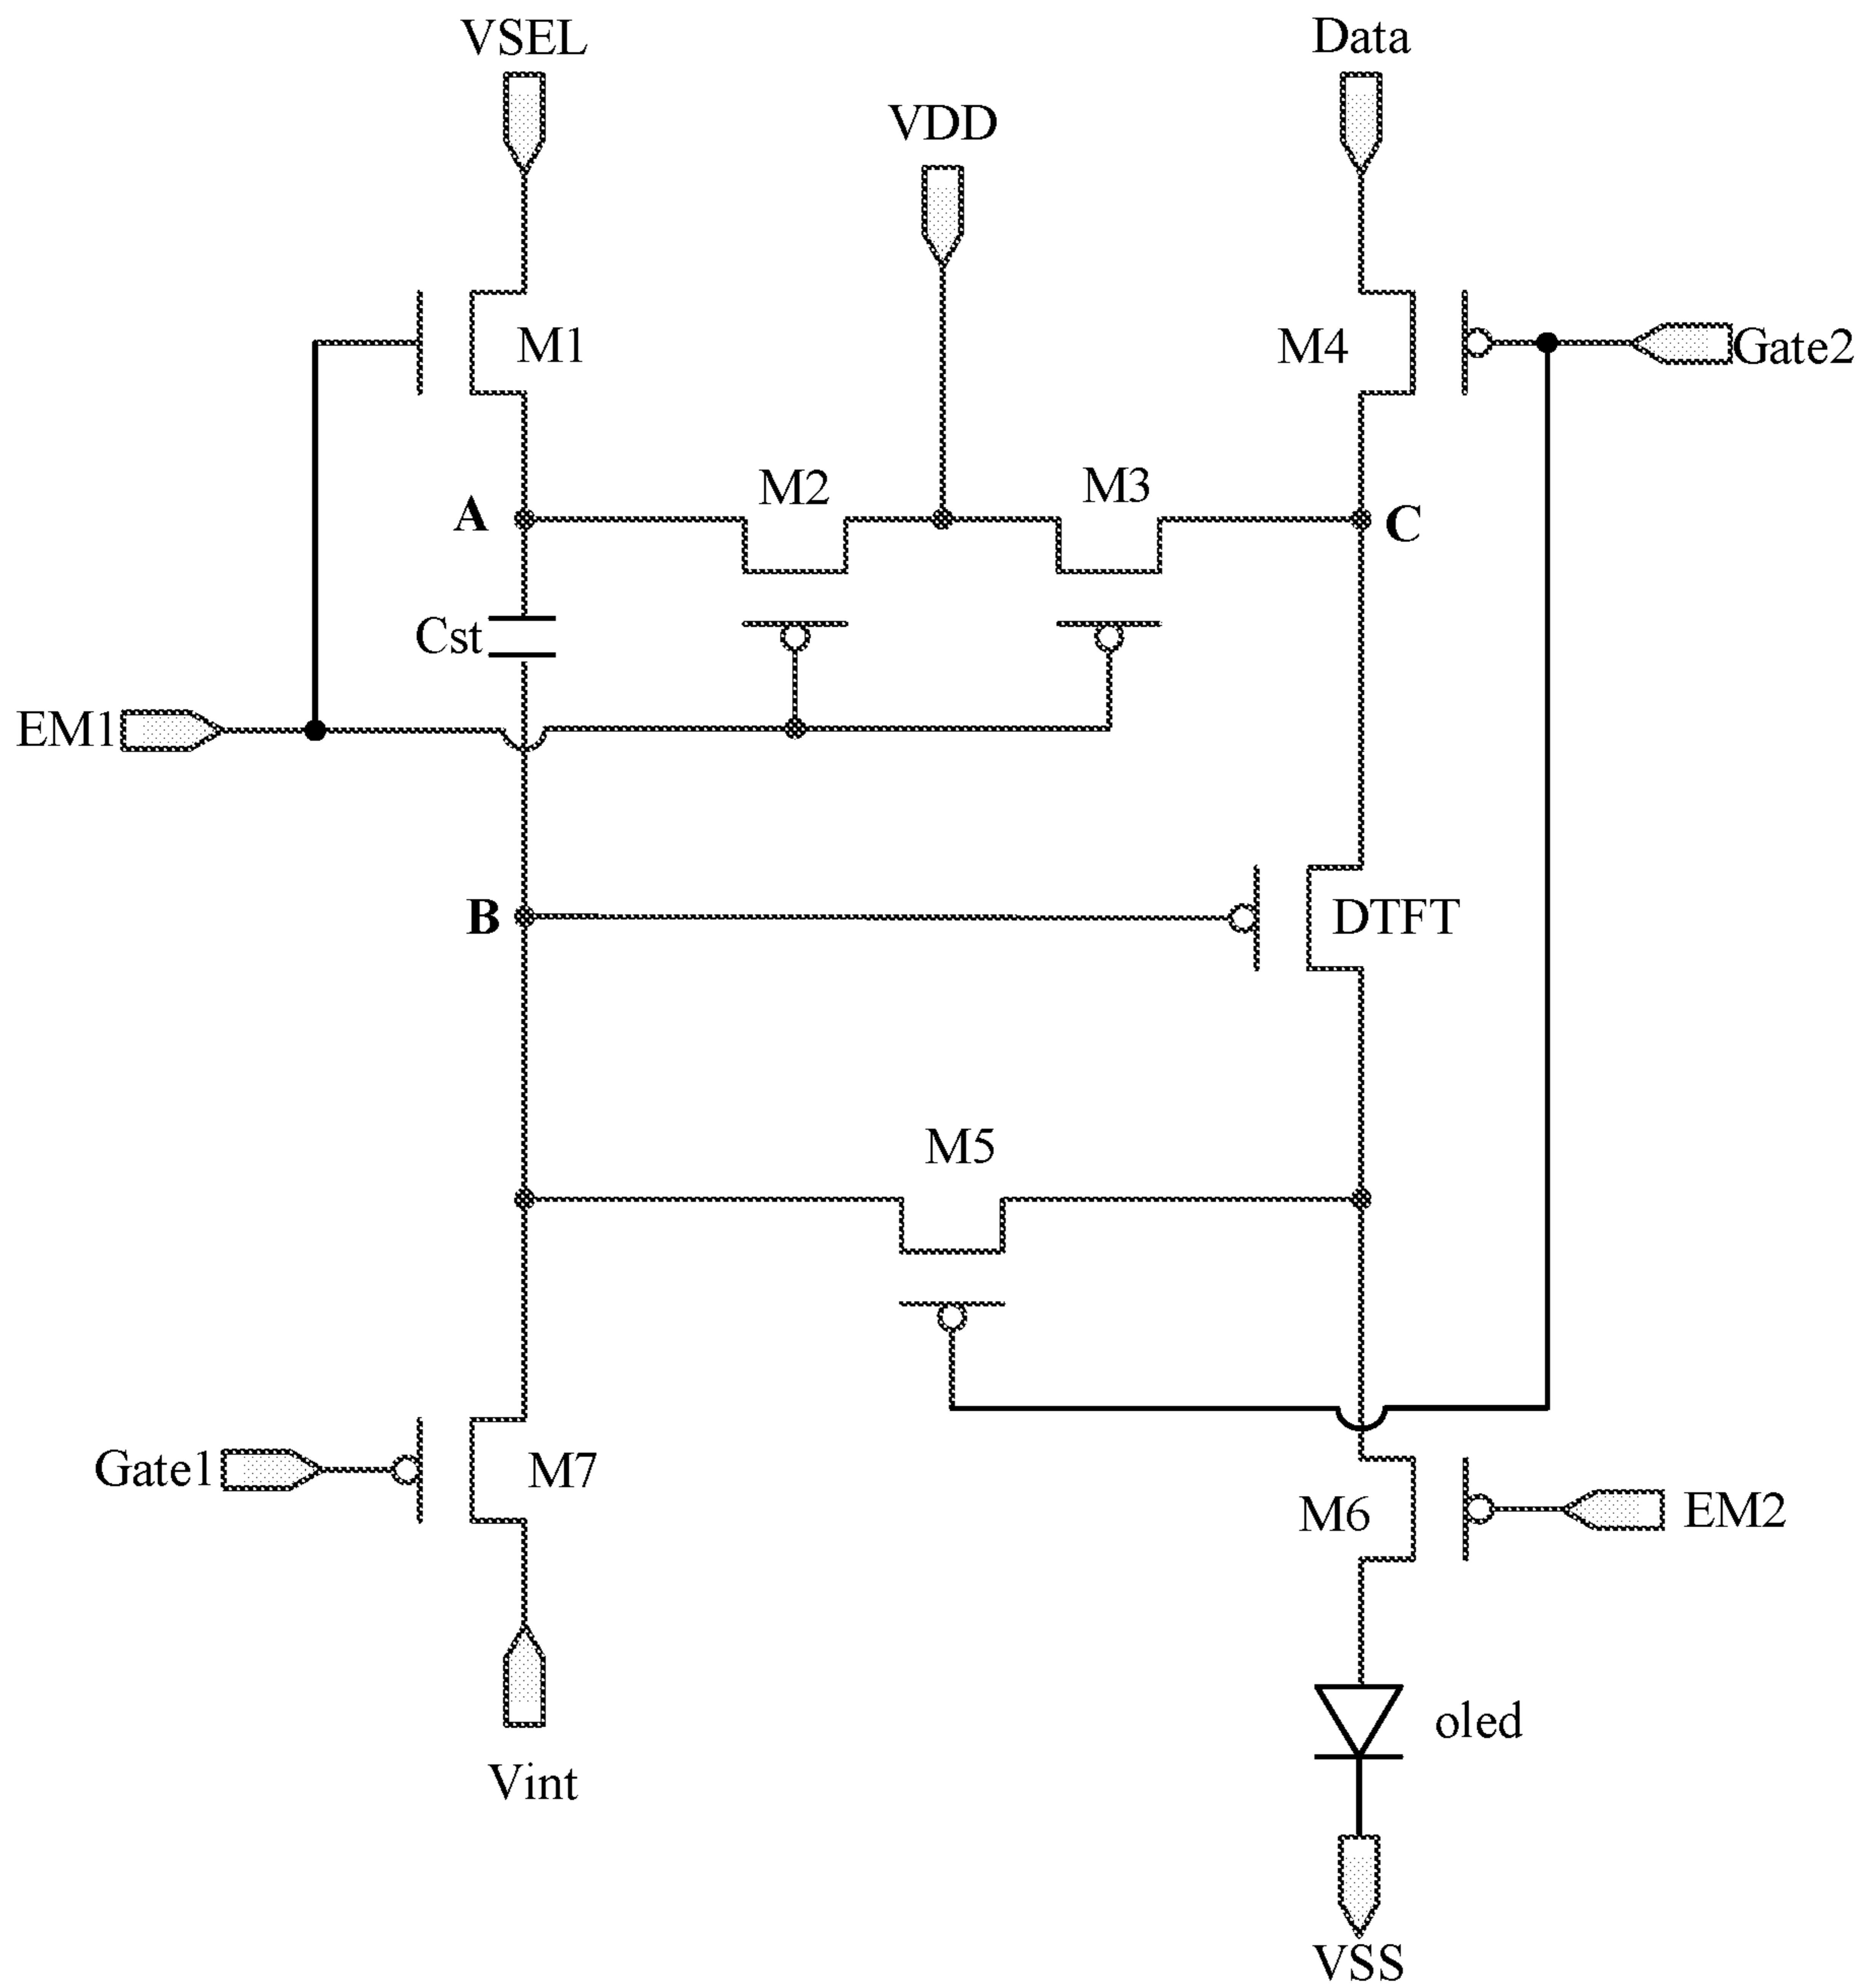 VSEL
Data
VDD
M1
M4
Gate2
M2
M3
A
C
Cst
EM1
B
DTFT
M5
Gate1
M7
M6
EM2
oled
Vint
VSS